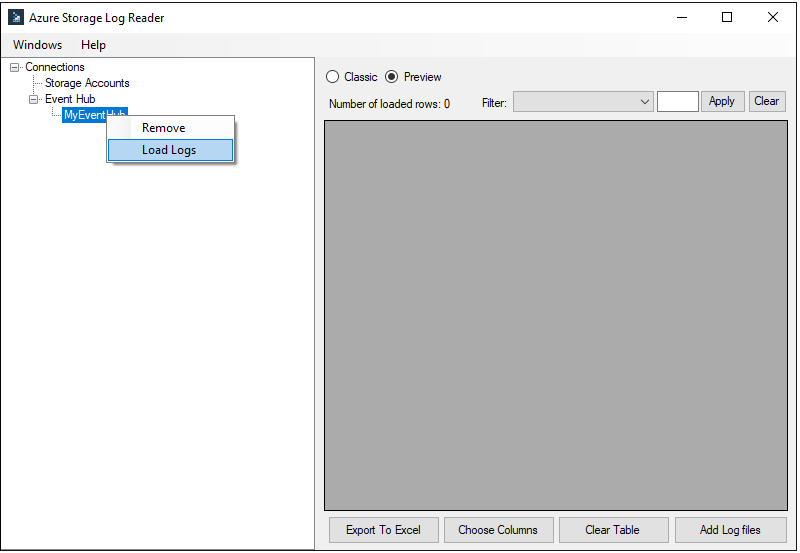 Azure Storage Log Reader
Windows Help
Connections
Storage Accounts
Event Hub
MyEventHub
Remove
Load Logs
Classic Preview
Number of loaded rows: 0 Filter: Apply Clear
Export To Excel Choose Columns Clear Table Add Log files